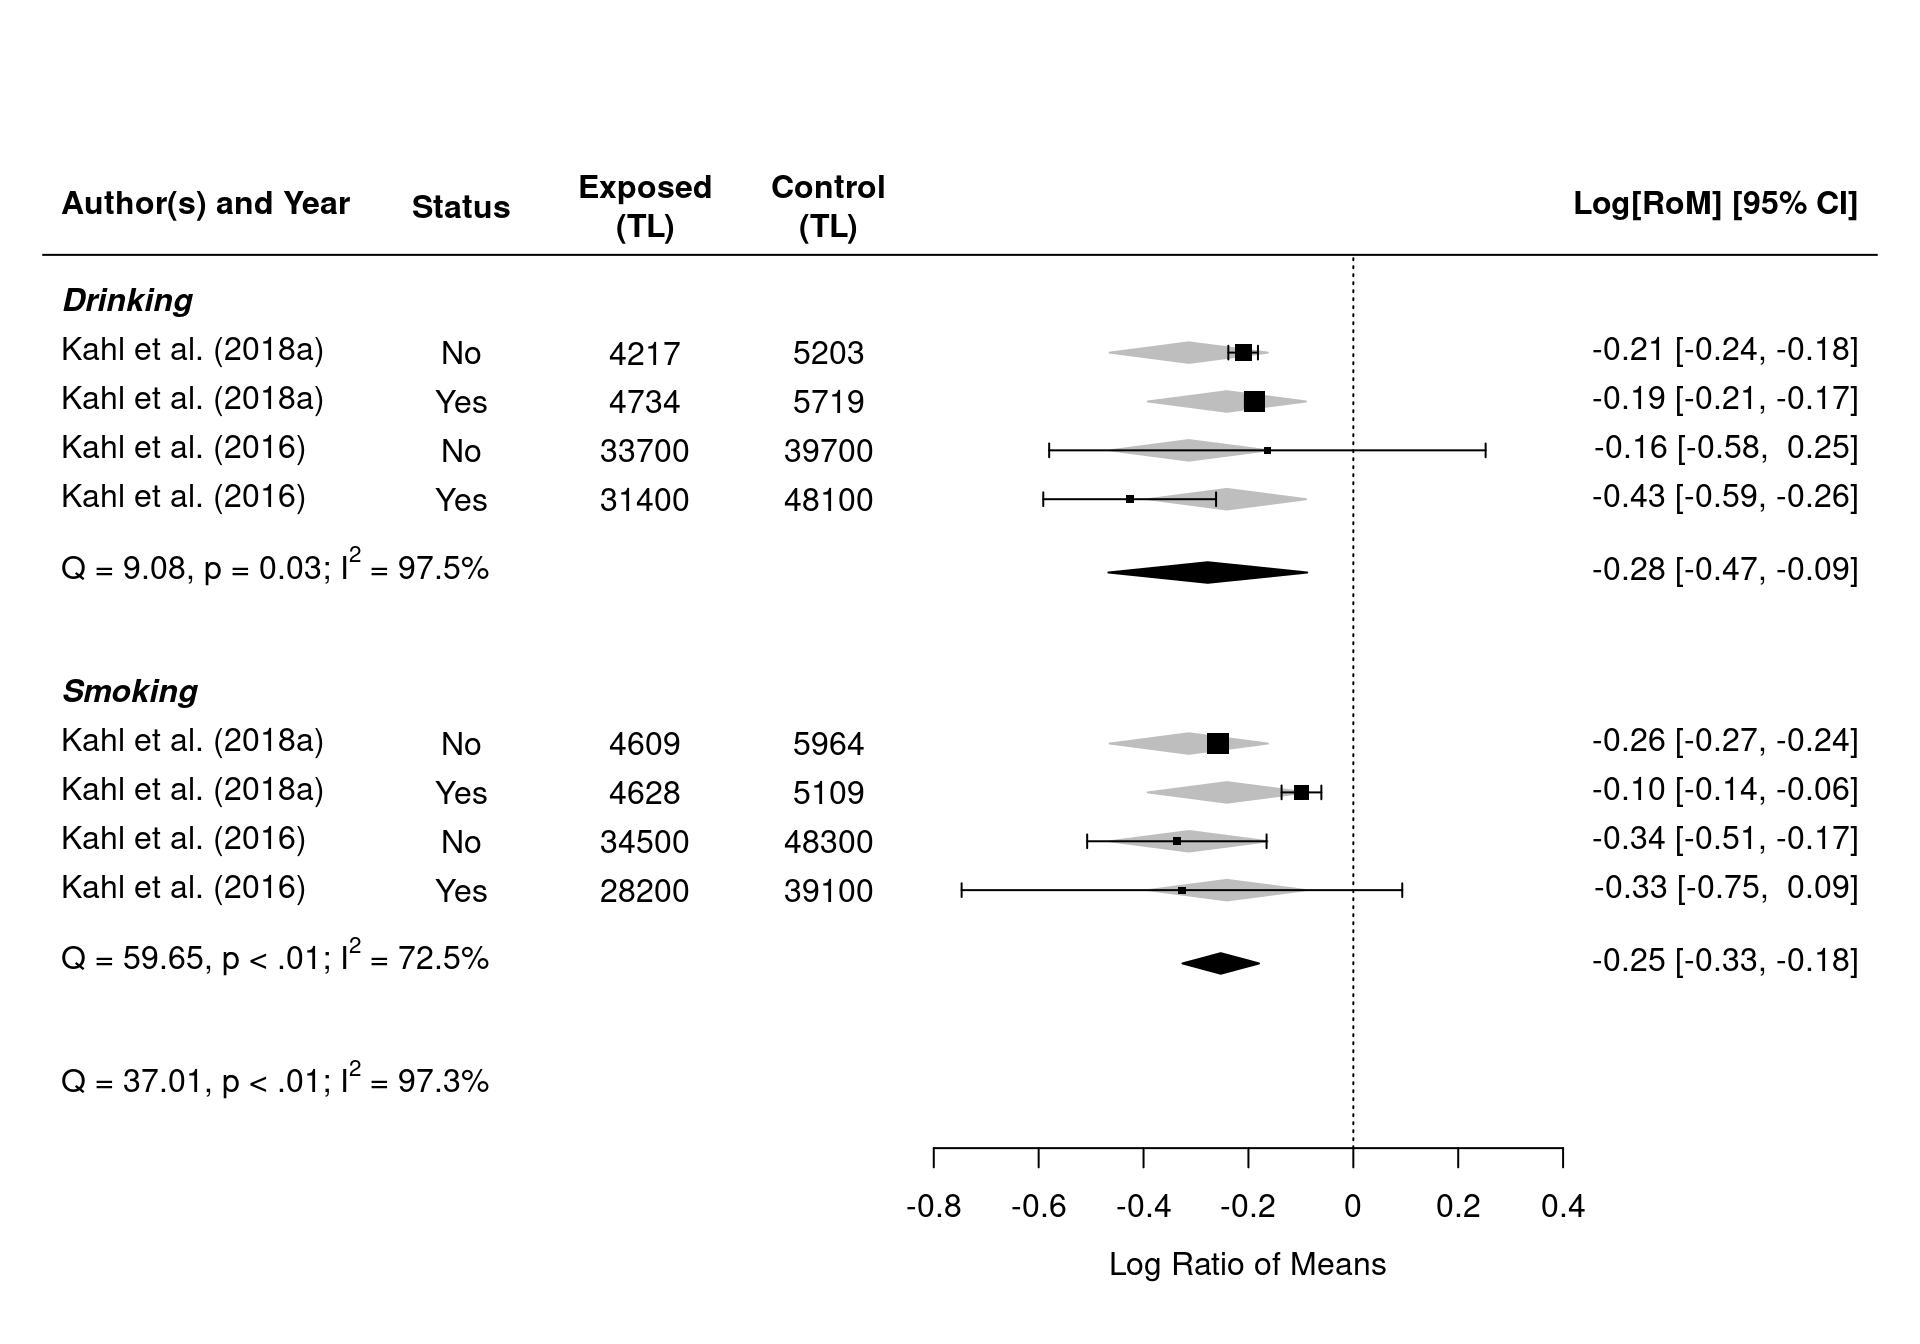 Author(s) and Year Status Exposed (TL) Control (TL) Log[RoM] [95% CI]
Drinking
Kahl et al. (2018a) No 4217 5203 -0.21 [-0.24, -0.18]
Kahl et al. (2018a) Yes 4734 5719 -0.19 [-0.21, -0.17]
Kahl et al. (2016) No 33700 39700 -0.16 [-0.58, 0.25]
Kahl et al. (2016) Yes 31400 48100 -0.43 [-0.59, -0.26]
Q = 9.08, p = 0.03; I² = 97.5% -0.28 [-0.47, -0.09]
Smoking
Kahl et al. (2018a) No 4609 5964 -0.26 [-0.27, -0.24]
Kahl et al. (2018a) Yes 4628 5109 -0.10 [-0.14, -0.06]
Kahl et al. (2016) No 34500 48300 -0.34 [-0.51, -0.17]
Kahl et al. (2016) Yes 28200 39100 -0.33 [-0.75, 0.09]
Q = 59.65, p < .01; I² = 72.5% -0.25 [-0.33, -0.18]
Q = 37.01, p < .01; I² = 97.3%
-0.8 -0.6 -0.4 -0.2 0 0.2 0.4
Log Ratio of Means